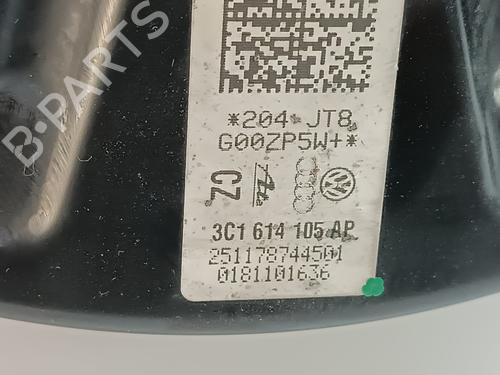 B-PARTS
*204 JT8
G00ZP5W+*
CZ
3C1 614 105 AP
251178744501
0181101636